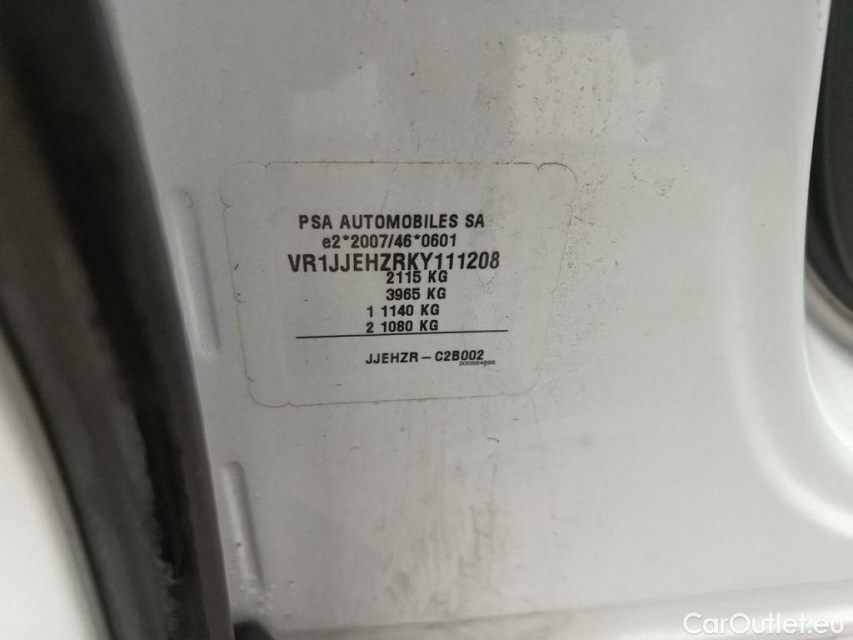 PSA AUTOMOBILES SA
e2*2007/46*0601
VR1JJEHZRKY111208
2115 KG
3965 KG
1 1140 KG
2 1080 KG
JJEHZR – C2B002
CarOutlet.eu